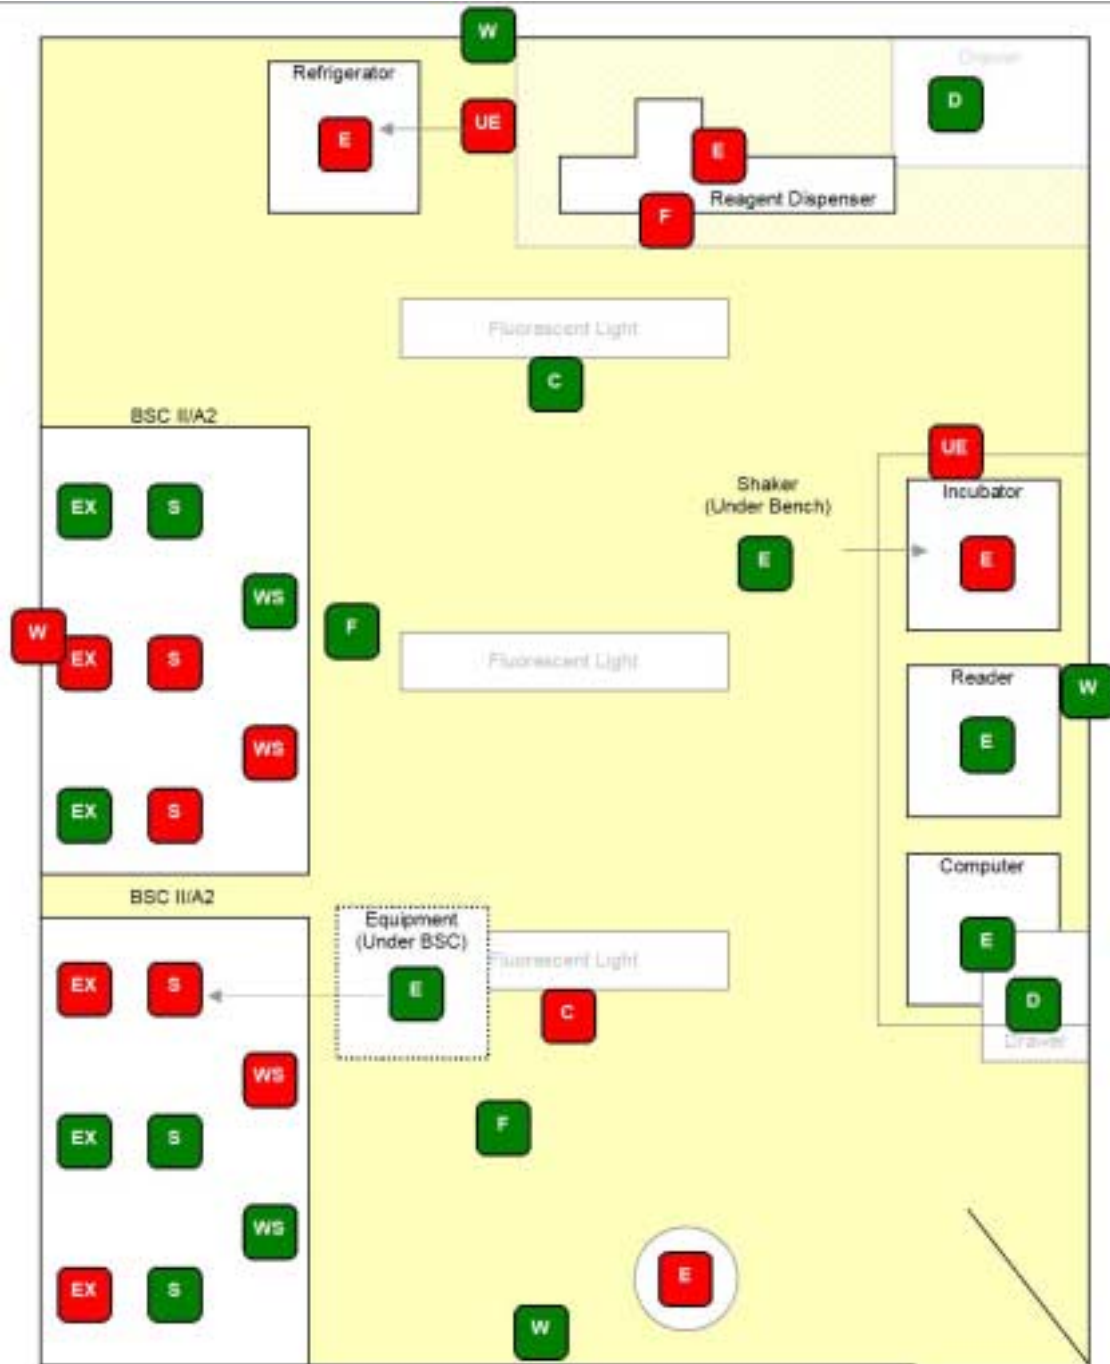 W
Refrigerator
UE
E
D
E
Reagent Dispenser
F
Fluorescent Light
C
BSC II/A2
UE
Shaker
(Under Bench)
Incubator
EX
S
E
E
WS
F
W
EX
S
Fluorescent Light
Reader
W
WS
E
EX
S
Computer
BSC II/A2
Equipment
(Under BSC)
E
Fluorescent Light
EX
S
E
C
D
Drawer
WS
F
EX
S
WS
E
EX
S
W